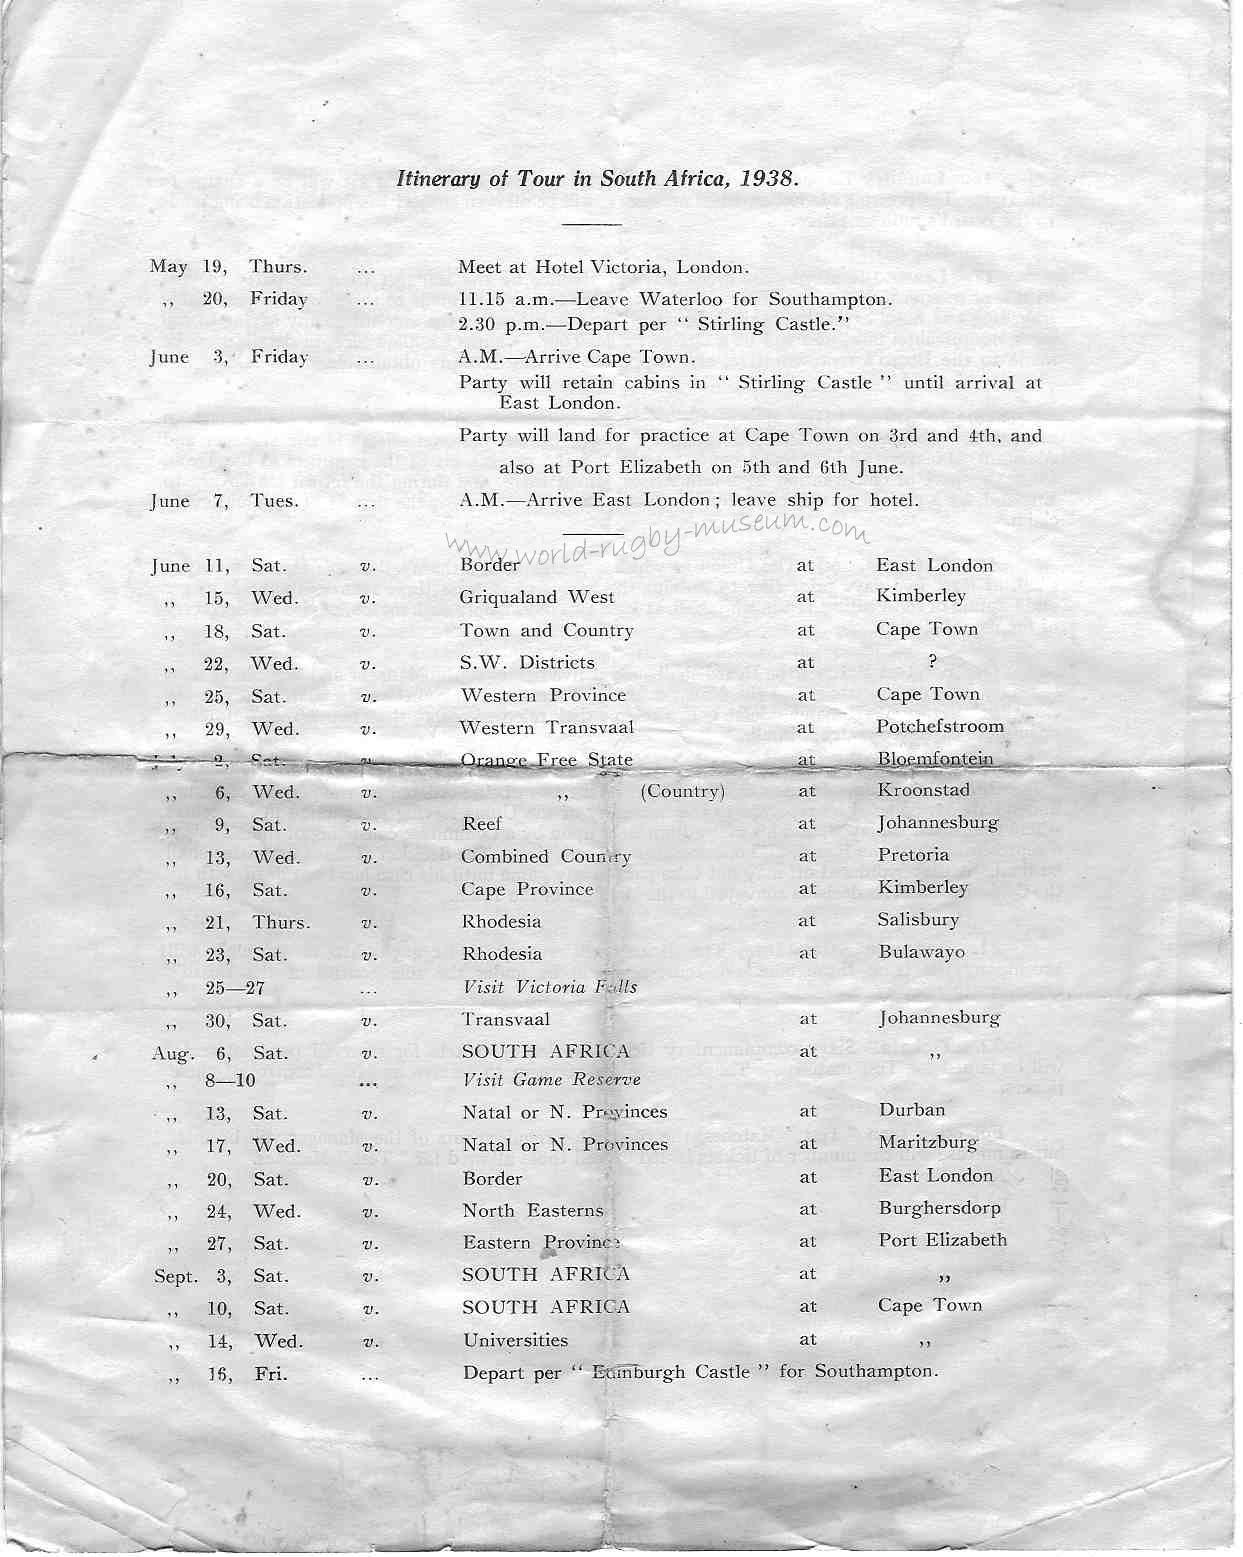 Itinerary of Tour in South Africa, 1938.
May 19, Thurs. ... Meet at Hotel Victoria, London.
,, 20, Friday ... 11.15 a.m.—Leave Waterloo for Southampton.
2.30 p.m.—Depart per “ Stirling Castle.”
June 3, Friday ... A.M.—Arrive Cape Town.
Party will retain cabins in “ Stirling Castle ” until arrival at
East London.
Party will land for practice at Cape Town on 3rd and 4th, and
also at Port Elizabeth on 5th and 6th June.
June 7, Tues. ... A.M.—Arrive East London ; leave ship for hotel.
www.world-rugby-museum.com
June 11, Sat. v. Border at East London
,, 15, Wed. v. Griqualand West at Kimberley
,, 18, Sat. v. Town and Country at Cape Town
,, 22, Wed. v. S.W. Districts at ?
,, 25, Sat. v. Western Province at Cape Town
,, 29, Wed. v. Western Transvaal at Potchefstroom
2, Sat. v. Orange Free State at Bloemfontein
,, 6, Wed. v. ,, (Country) at Kroonstad
,, 9, Sat. v. Reef at Johannesburg
,, 13, Wed. v. Combined Country at Pretoria
,, 16, Sat. v. Cape Province at Kimberley
,, 21, Thurs. v. Rhodesia at Salisbury
,, 23, Sat. v. Rhodesia at Bulawayo
,, 25—27 ... Visit Victoria Falls
,, 30, Sat. v. Transvaal at Johannesburg
Aug. 6, Sat. v. SOUTH AFRICA at ,,
,, 8—10 ... Visit Game Reserve
,, 13, Sat. v. Natal or N. Provinces at Durban
,, 17, Wed. v. Natal or N. Provinces at Maritzburg
,, 20, Sat. v. Border at East London
,, 24, Wed. v. North Easterns at Burghersdorp
,, 27, Sat. v. Eastern Province at Port Elizabeth
Sept. 3, Sat. v. SOUTH AFRICA at ,,
,, 10, Sat. v. SOUTH AFRICA at Cape Town
,, 14, Wed. v. Universities at ,,
,, 16, Fri. ... Depart per “ Edinburgh Castle ” for Southampton.